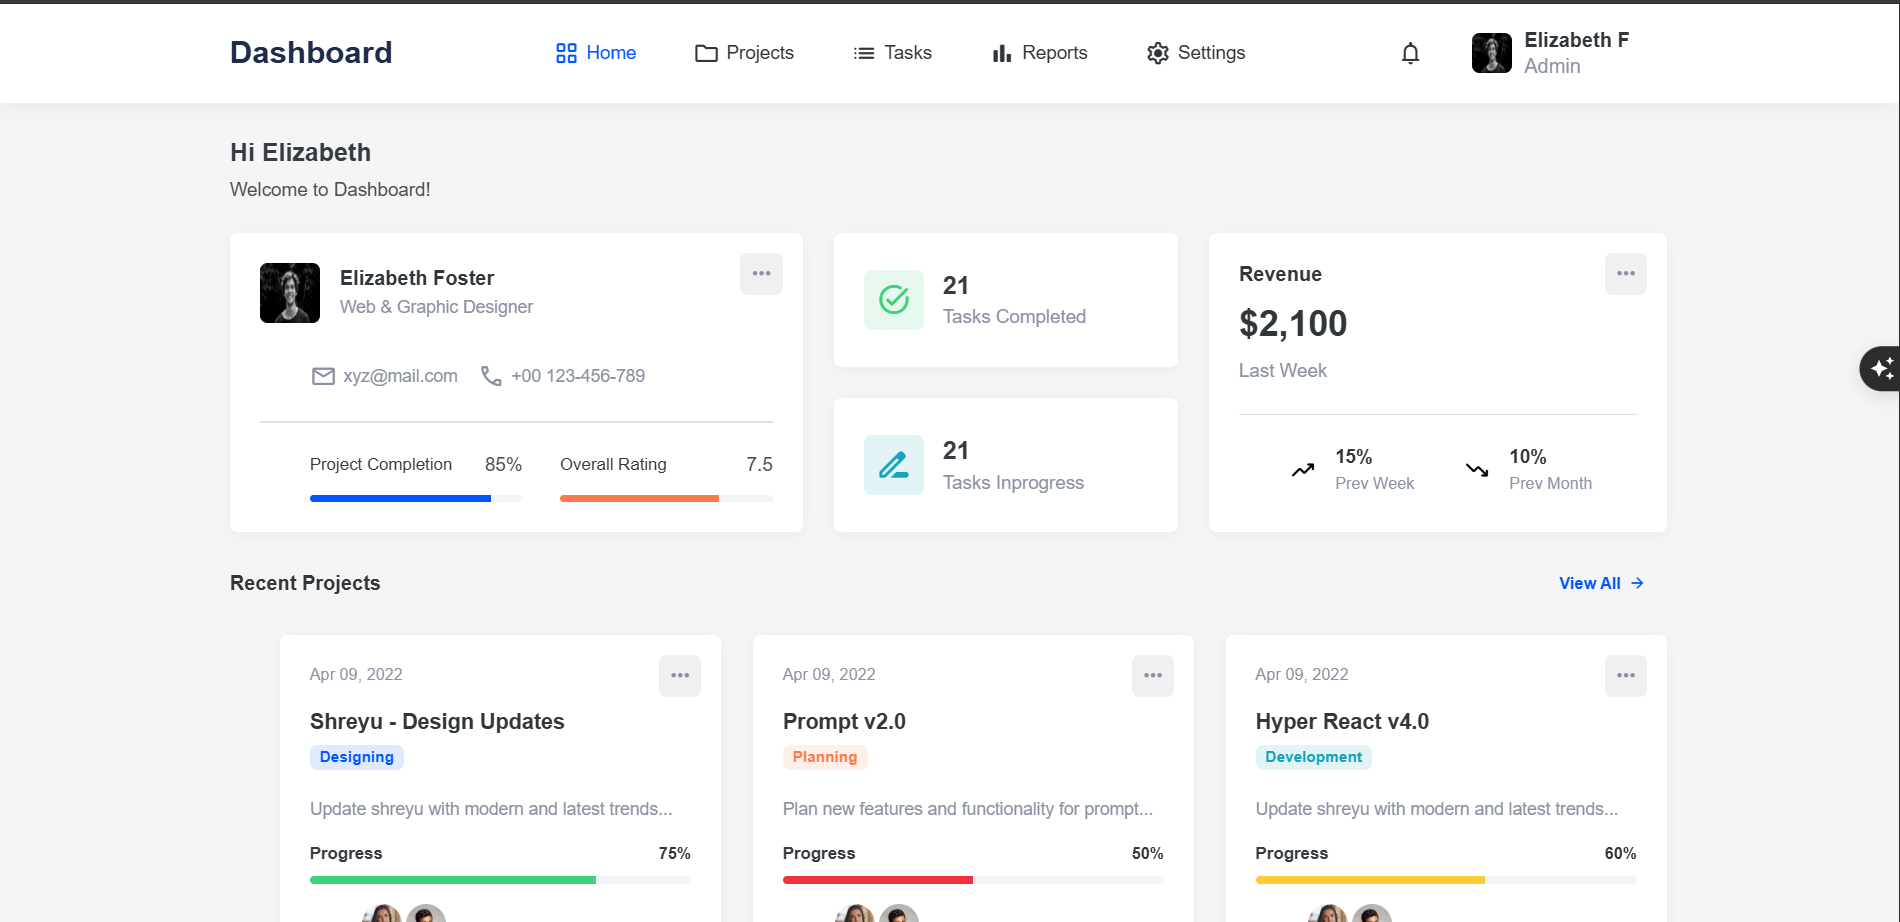 Dashboard
Home
Projects
Tasks
Reports
Settings
Elizabeth F
Admin
Hi Elizabeth
Welcome to Dashboard!
Elizabeth Foster
Web & Graphic Designer
xyz@mail.com
+00 123-456-789
Project Completion 85%
Overall Rating 7.5
21
Tasks Completed
21
Tasks Inprogress
Revenue
$2,100
Last Week
15%
Prev Week
10%
Prev Month
Recent Projects
View All
Apr 09, 2022
Shreyu - Design Updates
Designing
Update shreyu with modern and latest trends...
Progress 75%
Apr 09, 2022
Prompt v2.0
Planning
Plan new features and functionality for prompt...
Progress 50%
Apr 09, 2022
Hyper React v4.0
Development
Update shreyu with modern and latest trends...
Progress 60%